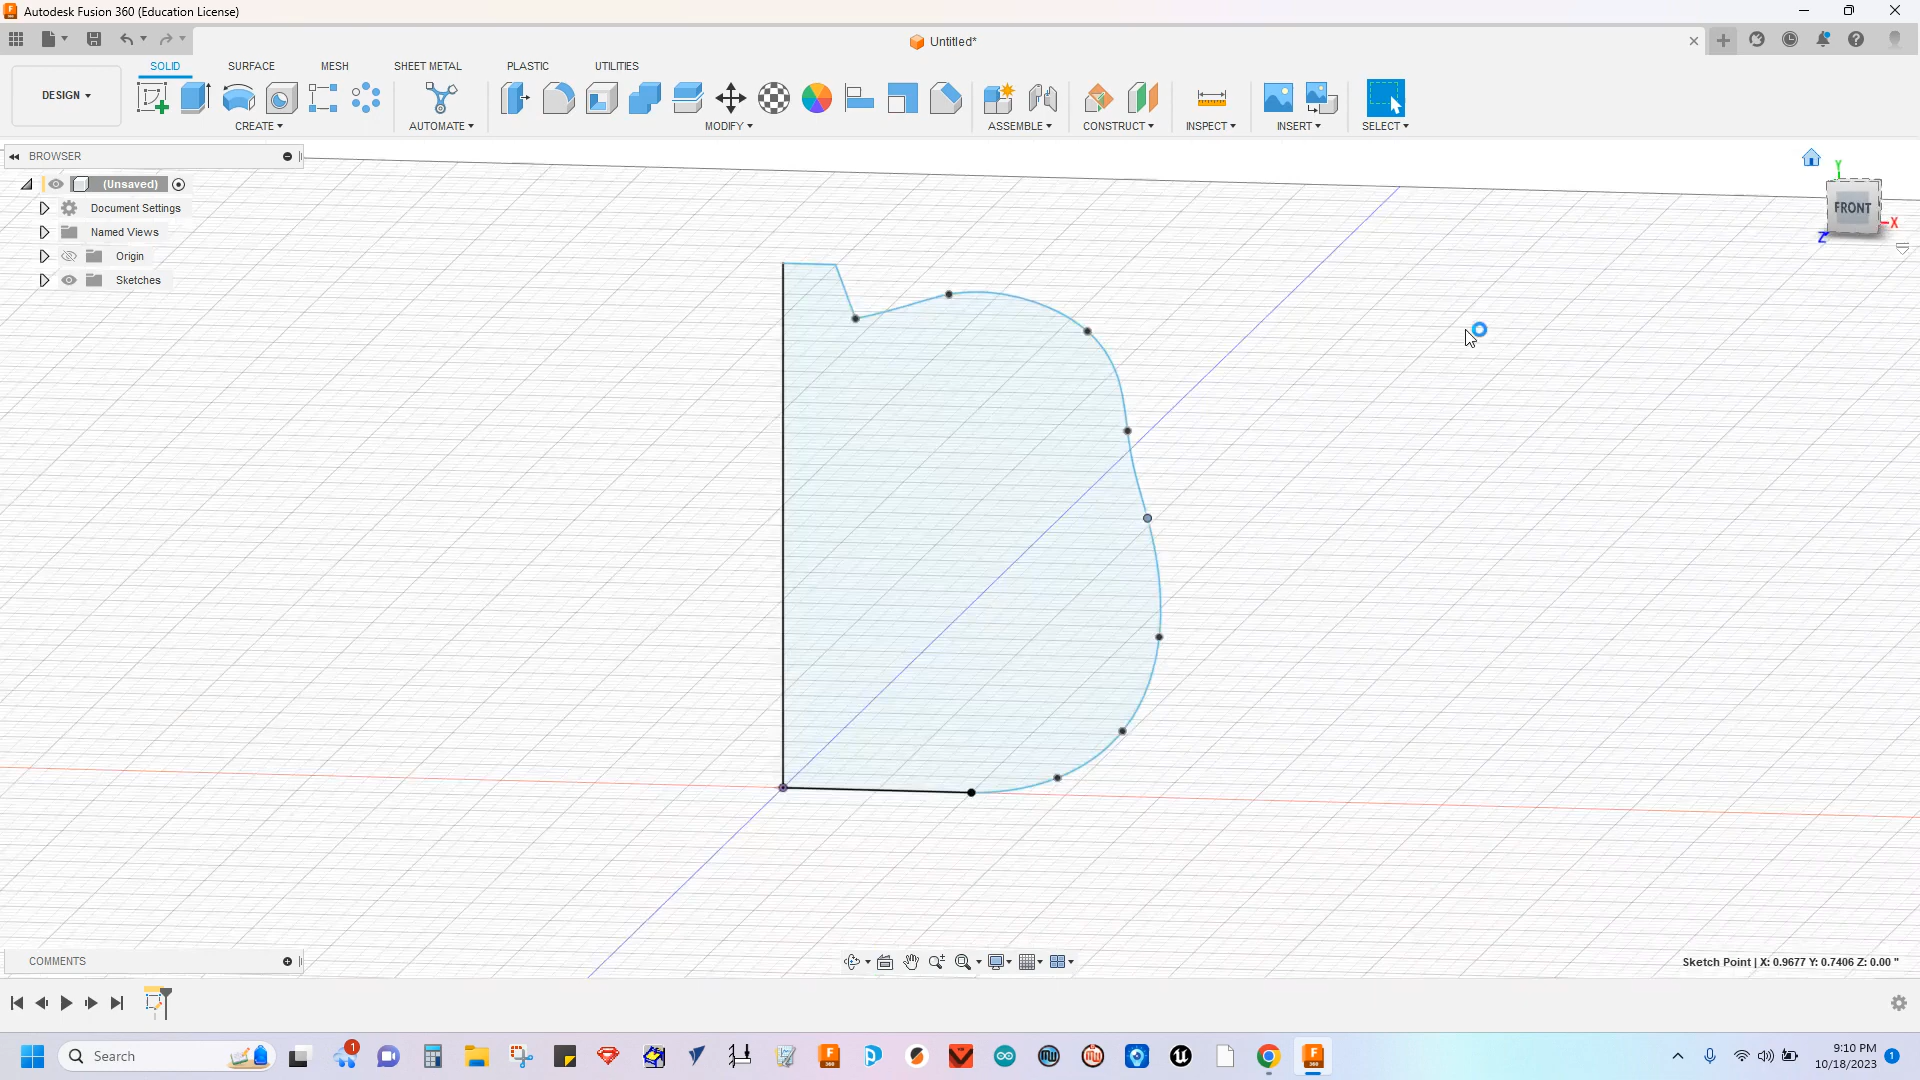 Autodesk Fusion 360 (Education License)
Untitled*
DESIGN
SOLID SURFACE MESH SHEET METAL PLASTIC UTILITIES
CREATE AUTOMATE MODIFY ASSEMBLE CONSTRUCT INSPECT INSERT SELECT
BROWSER
(Unsaved)
Document Settings
Named Views
Origin
Sketches
Y
FRONT
X
Z
COMMENTS
Sketch Point | X: 0.9677 Y: 0.7406 Z: 0.00 "
Search
1
9:10 PM
10/18/2023
1